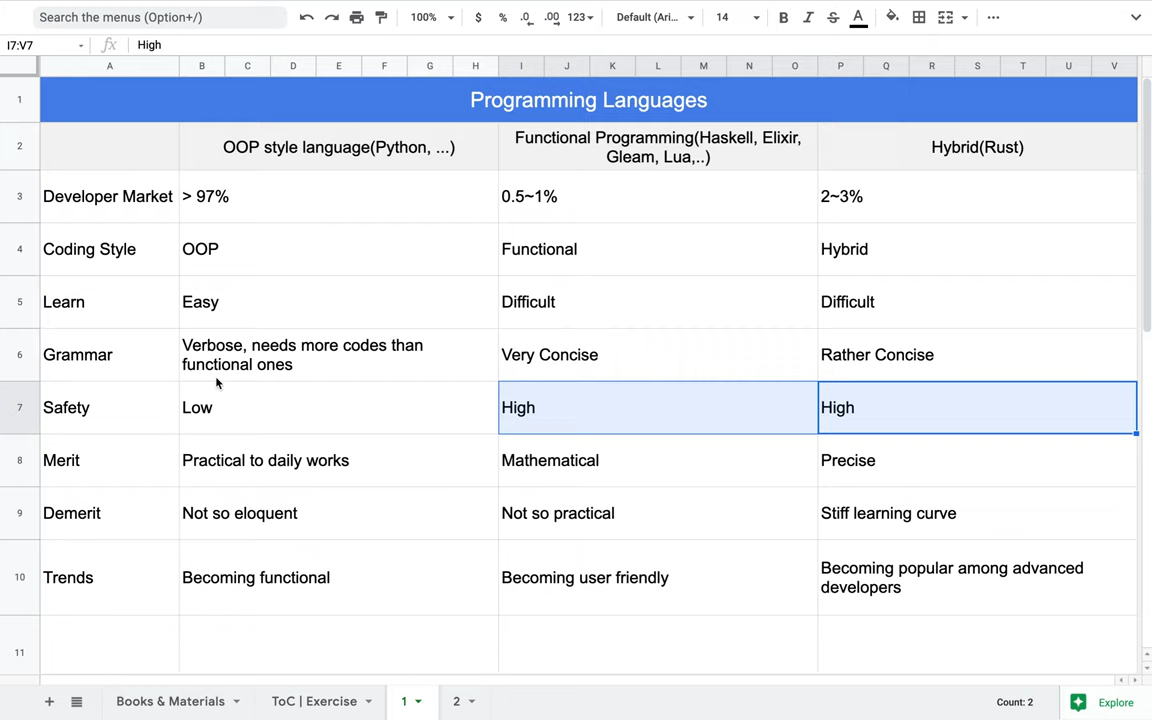 Search the menus (Option+/)
100%
$
%
.0
.00
123
Default (Ari...
14
B
I
S
A
I7:V7
fx
High
A B C D E F G H I J K L M N O P Q R S T U V
1
Programming Languages
2
OOP style language(Python, ...)
Functional Programming(Haskell, Elixir,
Gleam, Lua,..)
Hybrid(Rust)
3
Developer Market
> 97%
0.5~1%
2~3%
4
Coding Style
OOP
Functional
Hybrid
5
Learn
Easy
Difficult
Difficult
6
Grammar
Verbose, needs more codes than
functional ones
Very Concise
Rather Concise
7
Safety
Low
High
High
8
Merit
Practical to daily works
Mathematical
Precise
9
Demerit
Not so eloquent
Not so practical
Stiff learning curve
10
Trends
Becoming functional
Becoming user friendly
Becoming popular among advanced
developers
11
Books & Materials
ToC | Exercise
1
2
Count: 2
Explore